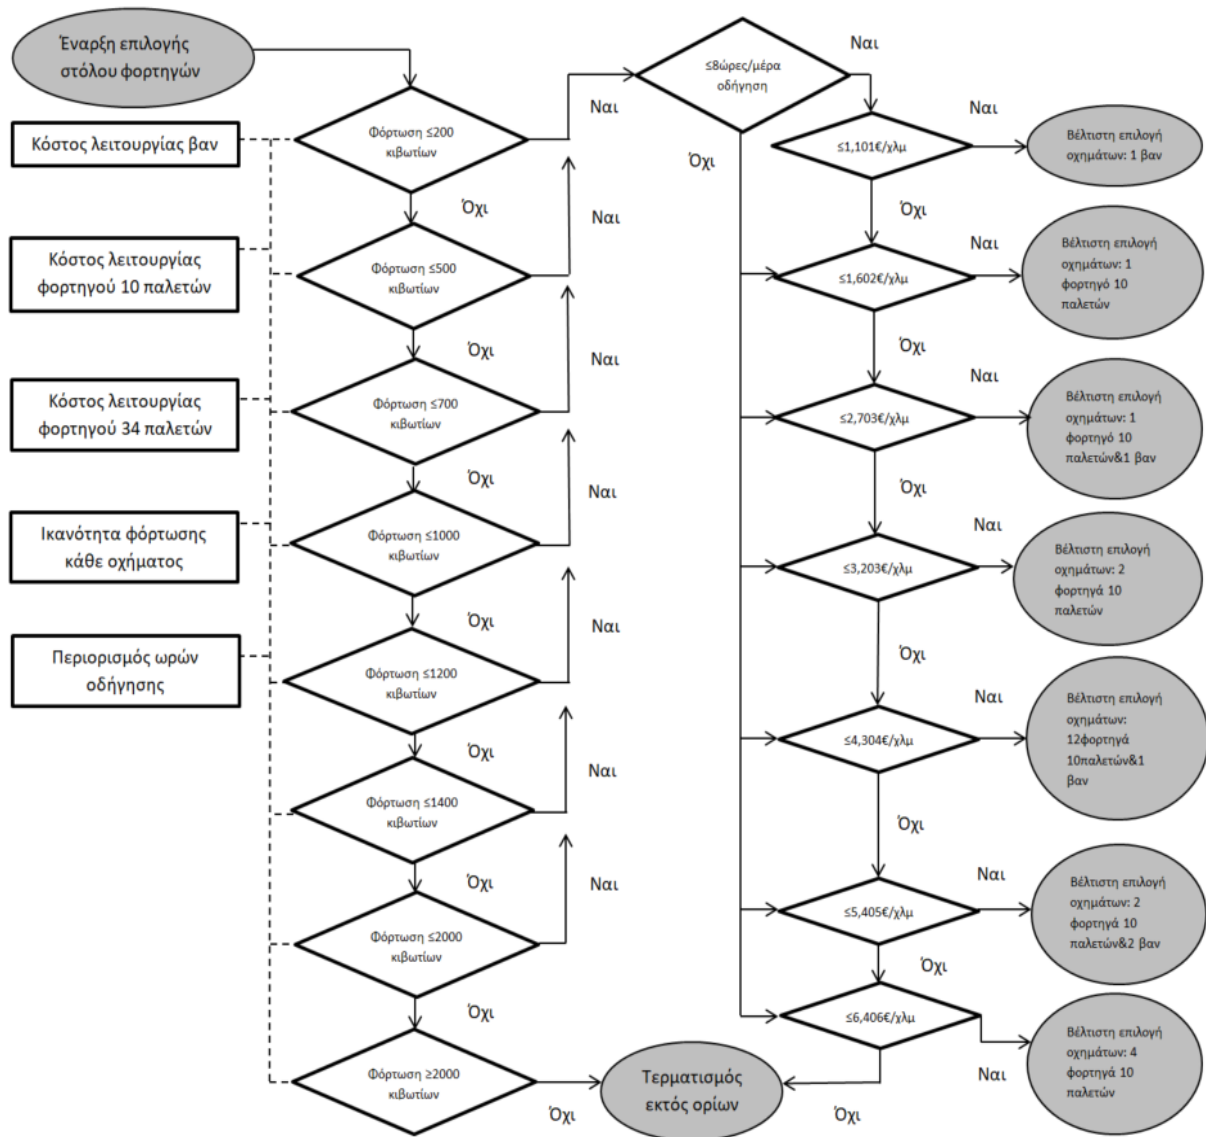 Έναρξη επιλογής
στόλου φορτηγών
Κόστος λειτουργίας βαν
Κόστος λειτουργίας
φορτηγού 10 παλετών
Κόστος λειτουργίας
φορτηγού 34 παλετών
Ικανότητα φόρτωσης
κάθε οχήματος
Περιορισμός ωρών
οδήγησης
Φόρτωση ≤200
κιβωτίων
Ναι
Όχι
Φόρτωση ≤500
κιβωτίων
Ναι
Όχι
Φόρτωση ≤700
κιβωτίων
Ναι
Όχι
Φόρτωση ≤1000
κιβωτίων
Ναι
Όχι
Φόρτωση ≤1200
κιβωτίων
Ναι
Όχι
Φόρτωση ≤1400
κιβωτίων
Ναι
Όχι
Φόρτωση ≤2000
κιβωτίων
Ναι
Όχι
Φόρτωση ≥2000
κιβωτίων
Όχι
Τερματισμός
εκτός ορίων
≤8ώρες/μέρα
οδήγηση
Ναι
Όχι
≤1,101€/χλμ
Ναι
Βέλτιστη επιλογή
οχημάτων: 1 βαν
Όχι
≤1,602€/χλμ
Ναι
Βέλτιστη επιλογή
οχημάτων: 1
φορτηγό 10
παλετών
Όχι
≤2,703€/χλμ
Ναι
Βέλτιστη επιλογή
οχημάτων: 1
φορτηγό 10
παλετών&1 βαν
Όχι
≤3,203€/χλμ
Ναι
Βέλτιστη επιλογή
οχημάτων: 2
φορτηγά 10
παλετών
Όχι
≤4,304€/χλμ
Ναι
Βέλτιστη επιλογή
οχημάτων:
12φορτηγά
10παλετών&1
βαν
Όχι
≤5,405€/χλμ
Ναι
Βέλτιστη επιλογή
οχημάτων: 2
φορτηγά 10
παλετών&2 βαν
Όχι
≤6,406€/χλμ
Ναι
Βέλτιστη επιλογή
οχημάτων: 4
φορτηγά 10
παλετών
Όχι